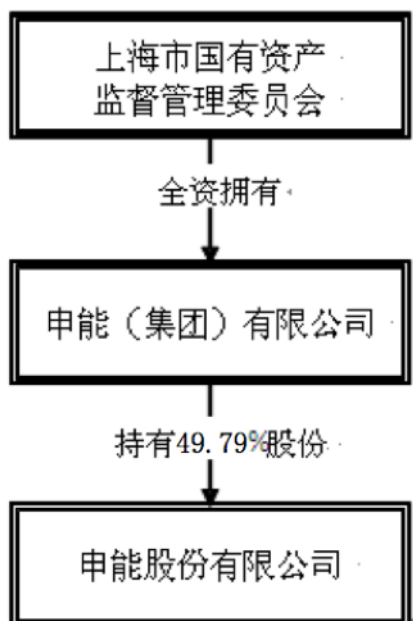 上海市国有资产
监督管理委员会
全资拥有
申能（集团）有限公司
持有49.79%股份
申能股份有限公司